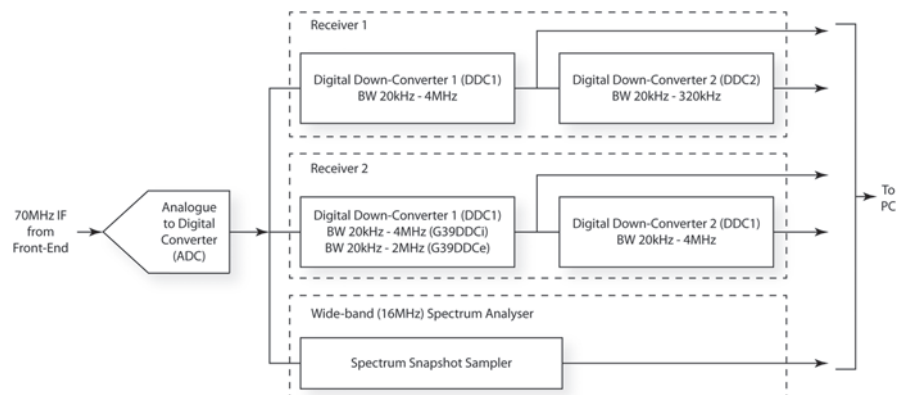 Receiver 1
Digital Down-Converter 1 (DDC1)
BW 20kHz - 4MHz
Digital Down-Converter 2 (DDC2)
BW 20kHz - 320kHz
Receiver 2
70MHz IF
from
Front-End
Analogue
to Digital
Converter
(ADC)
Digital Down-Converter 1 (DDC1)
BW 20kHz - 4MHz (G39DDCi)
BW 20kHz - 2MHz (G39DDCe)
Digital Down-Converter 2 (DDC1)
BW 20kHz - 4MHz
To
PC
Wide-band (16MHz) Spectrum Analyser
Spectrum Snapshot Sampler